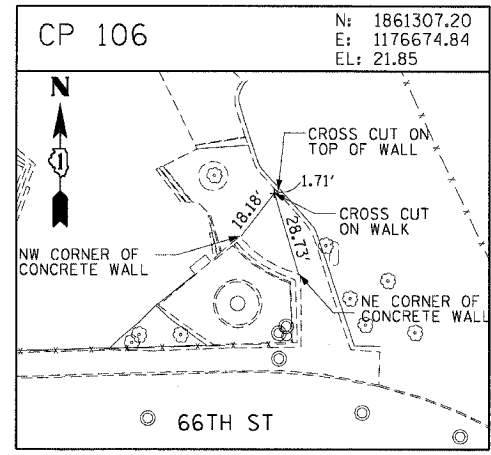 CP 106
N: 1861307.20
E: 1176674.84
EL: 21.85
N
1
CROSS CUT ON
TOP OF WALL
1.71'
18.18'
28.73'
CROSS CUT
ON WALK
NW CORNER OF
CONCRETE WALL
NE CORNER OF
CONCRETE WALL
66TH ST